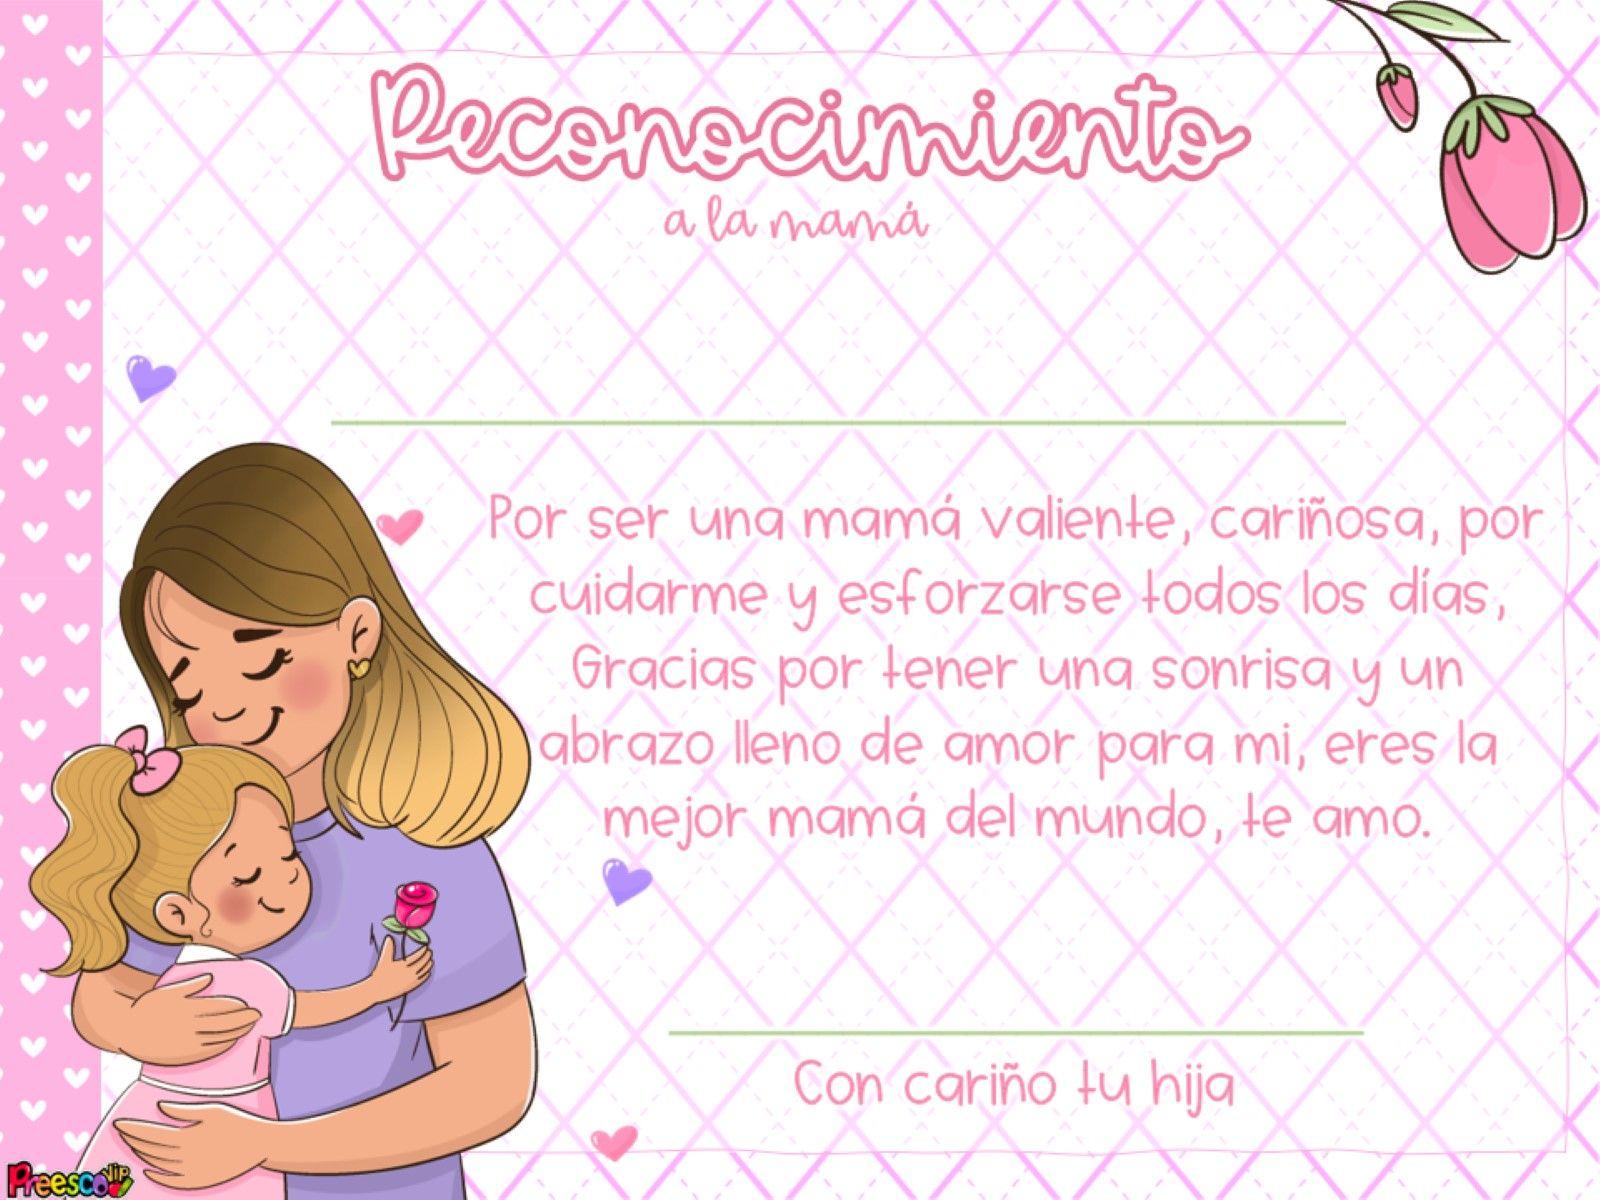 Reconocimiento
a la mamá
Por ser una mamá valiente, cariñosa, por
cuidarme y esforzarse todos los días,
Gracias por tener una sonrisa y un
abrazo lleno de amor para mi, eres la
mejor mamá del mundo, te amo.
Con cariño tu hija
Preesco vip